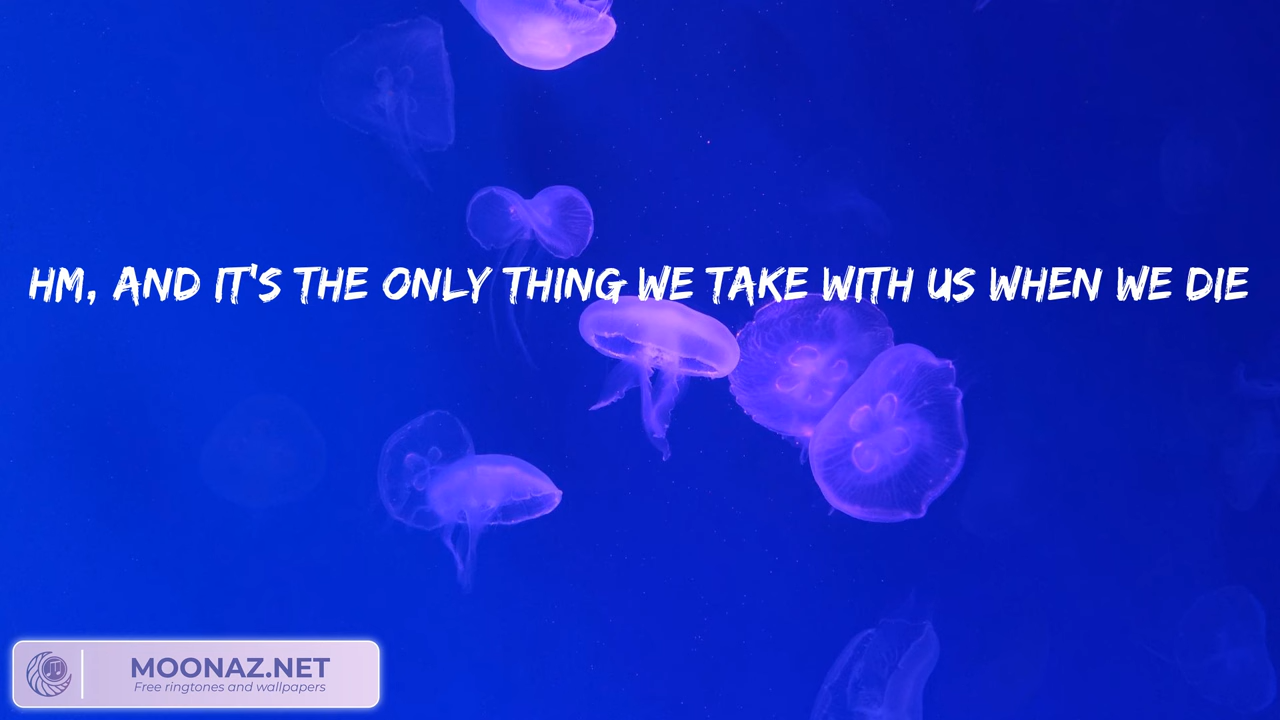 HM, AND IT'S THE ONLY THING WE TAKE WITH US WHEN WE DIE
MOONAZ.NET
Free ringtones and wallpapers